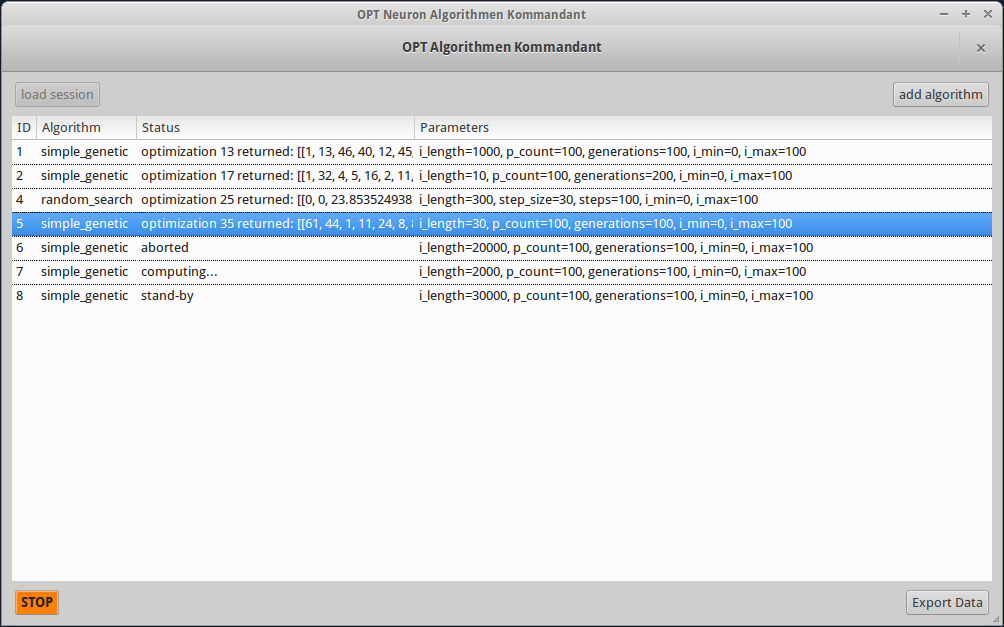 OPT Neuron Algorithmen Kommandant
OPT Algorithmen Kommandant
load session add algorithm
ID Algorithm Status Parameters
1 simple_genetic optimization 13 returned: [[1, 13, 46, 40, 12, 45, i_length=1000, p_count=100, generations=100, i_min=0, i_max=100
2 simple_genetic optimization 17 returned: [[1, 32, 4, 5, 16, 2, 11, i_length=10, p_count=100, generations=200, i_min=0, i_max=100
4 random_search optimization 25 returned: [[0, 0, 23.853524938 i_length=300, step_size=30, steps=100, i_min=0, i_max=100
5 simple_genetic optimization 35 returned: [[61, 44, 1, 11, 24, 8, i_length=30, p_count=100, generations=100, i_min=0, i_max=100
6 simple_genetic aborted i_length=20000, p_count=100, generations=100, i_min=0, i_max=100
7 simple_genetic computing... i_length=2000, p_count=100, generations=100, i_min=0, i_max=100
8 simple_genetic stand-by i_length=30000, p_count=100, generations=100, i_min=0, i_max=100
STOP Export Data